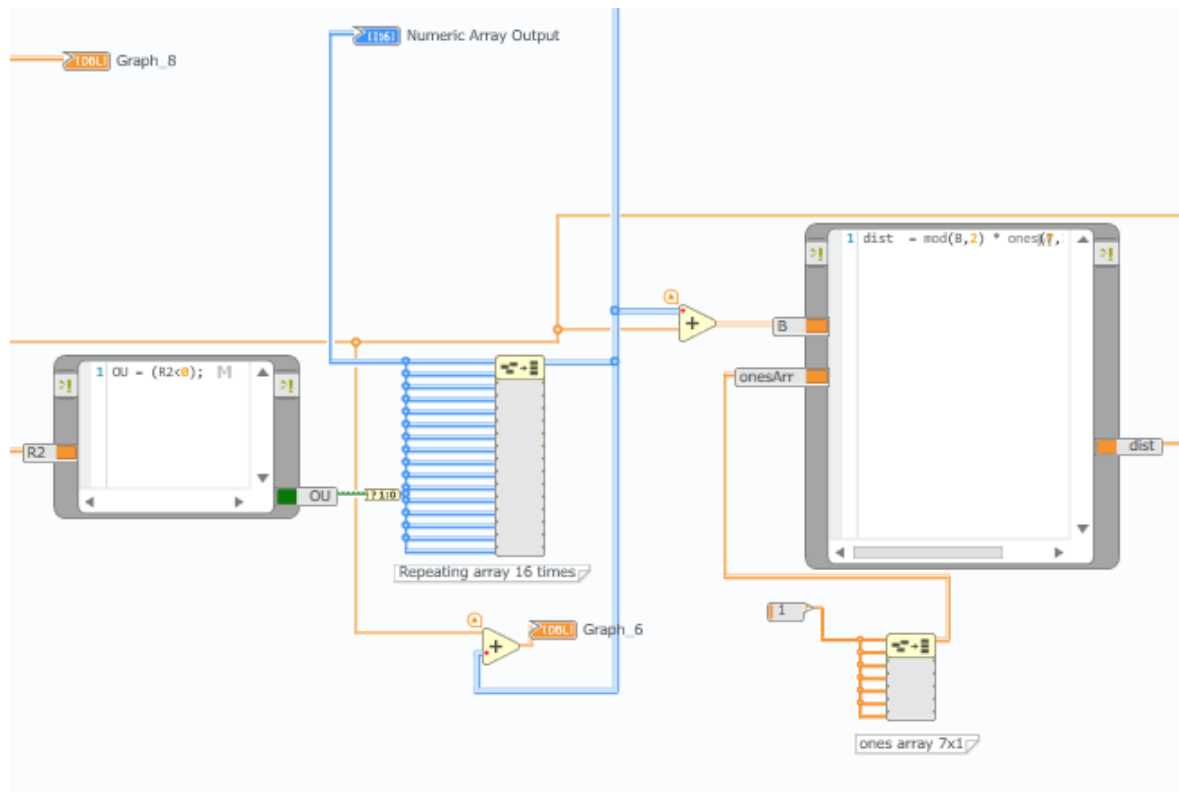 [I16] Numeric Array Output
[DBL] Graph_8
1 dist = mod(B,2) * ones(7,
B
onesArr
1 OU = (R2<0); M
R2
dist
OU
?1:0
Repeating array 16 times
[DBL] Graph_6
1
ones array 7x1